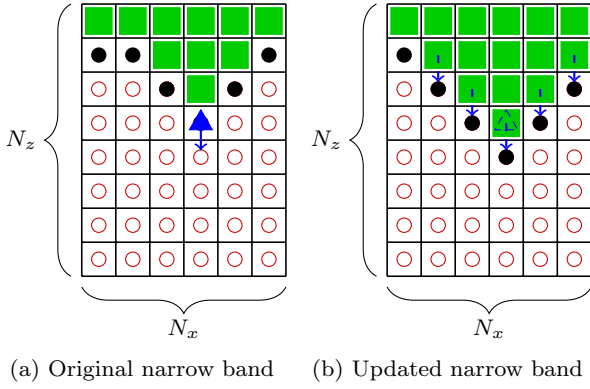 N_z
N_z
N_x
N_x
(a) Original narrow band
(b) Updated narrow band